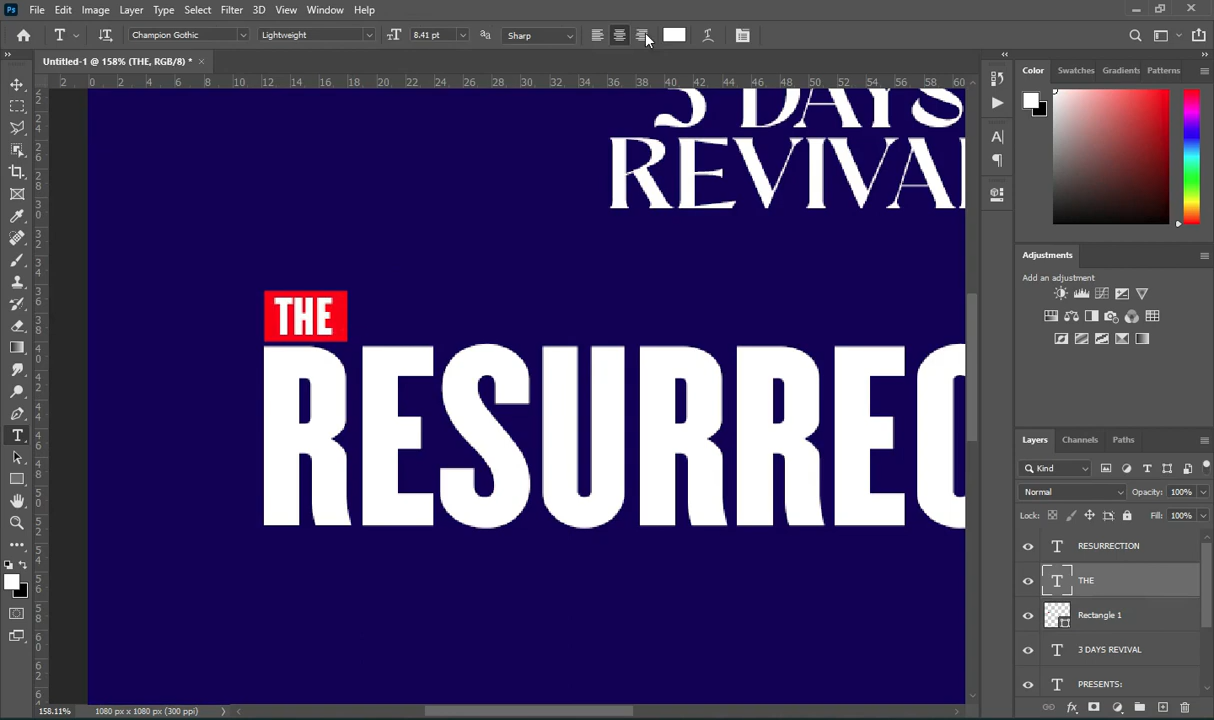 Ps File Edit Image Layer Type Select Filter 3D View Window Help
Champion Gothic Lightweight 8.41 pt Sharp
Untitled-1 @ 158% (THE, RGB/8) *
Color Swatches Gradients Patterns
3 DAYS
REVIVA
THE
RESURREC
Adjustments
Add an adjustment
Layers Channels Paths
Kind
Normal Opacity: 100%
Lock: Fill: 100%
RESURRECTION
THE
Rectangle 1
3 DAYS REVIVAL
PRESENTS:
158.11% 1080 px x 1080 px (300 ppi)